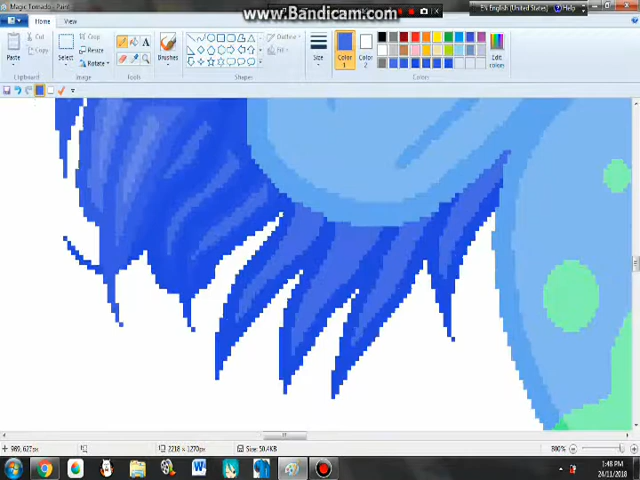 Magic Tornado - Paint
www.Bandicam.com
EN English (United States)
Help
Home
View
Cut
Copy
Paste
Crop
Resize
Rotate
Select
Brushes
Outline
Fill
Size
Color 1
Color 2
Edit colors
Clipboard
Image
Tools
Shapes
Colors
989, 627px
2218 × 1270px
Size: 50.4KB
800%
1:48 PM
24/11/2018